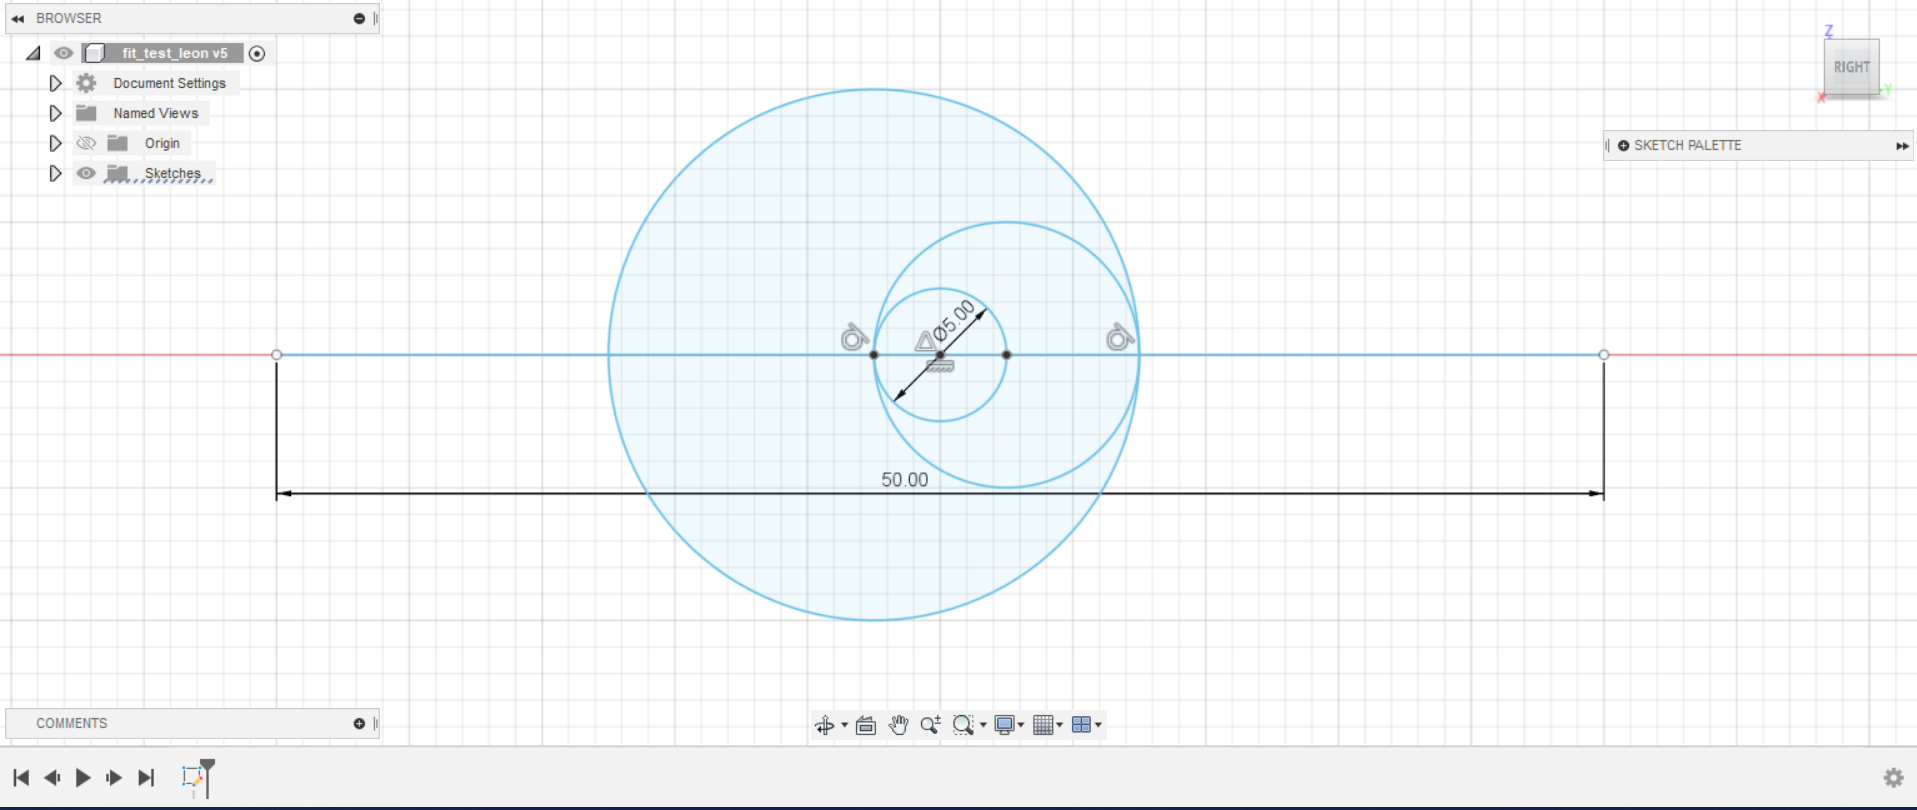 BROWSER
fit_test_leon v5
Document Settings
Named Views
Origin
Sketches
Z
RIGHT
X
Y
SKETCH PALETTE
Ø5.00
50.00
COMMENTS